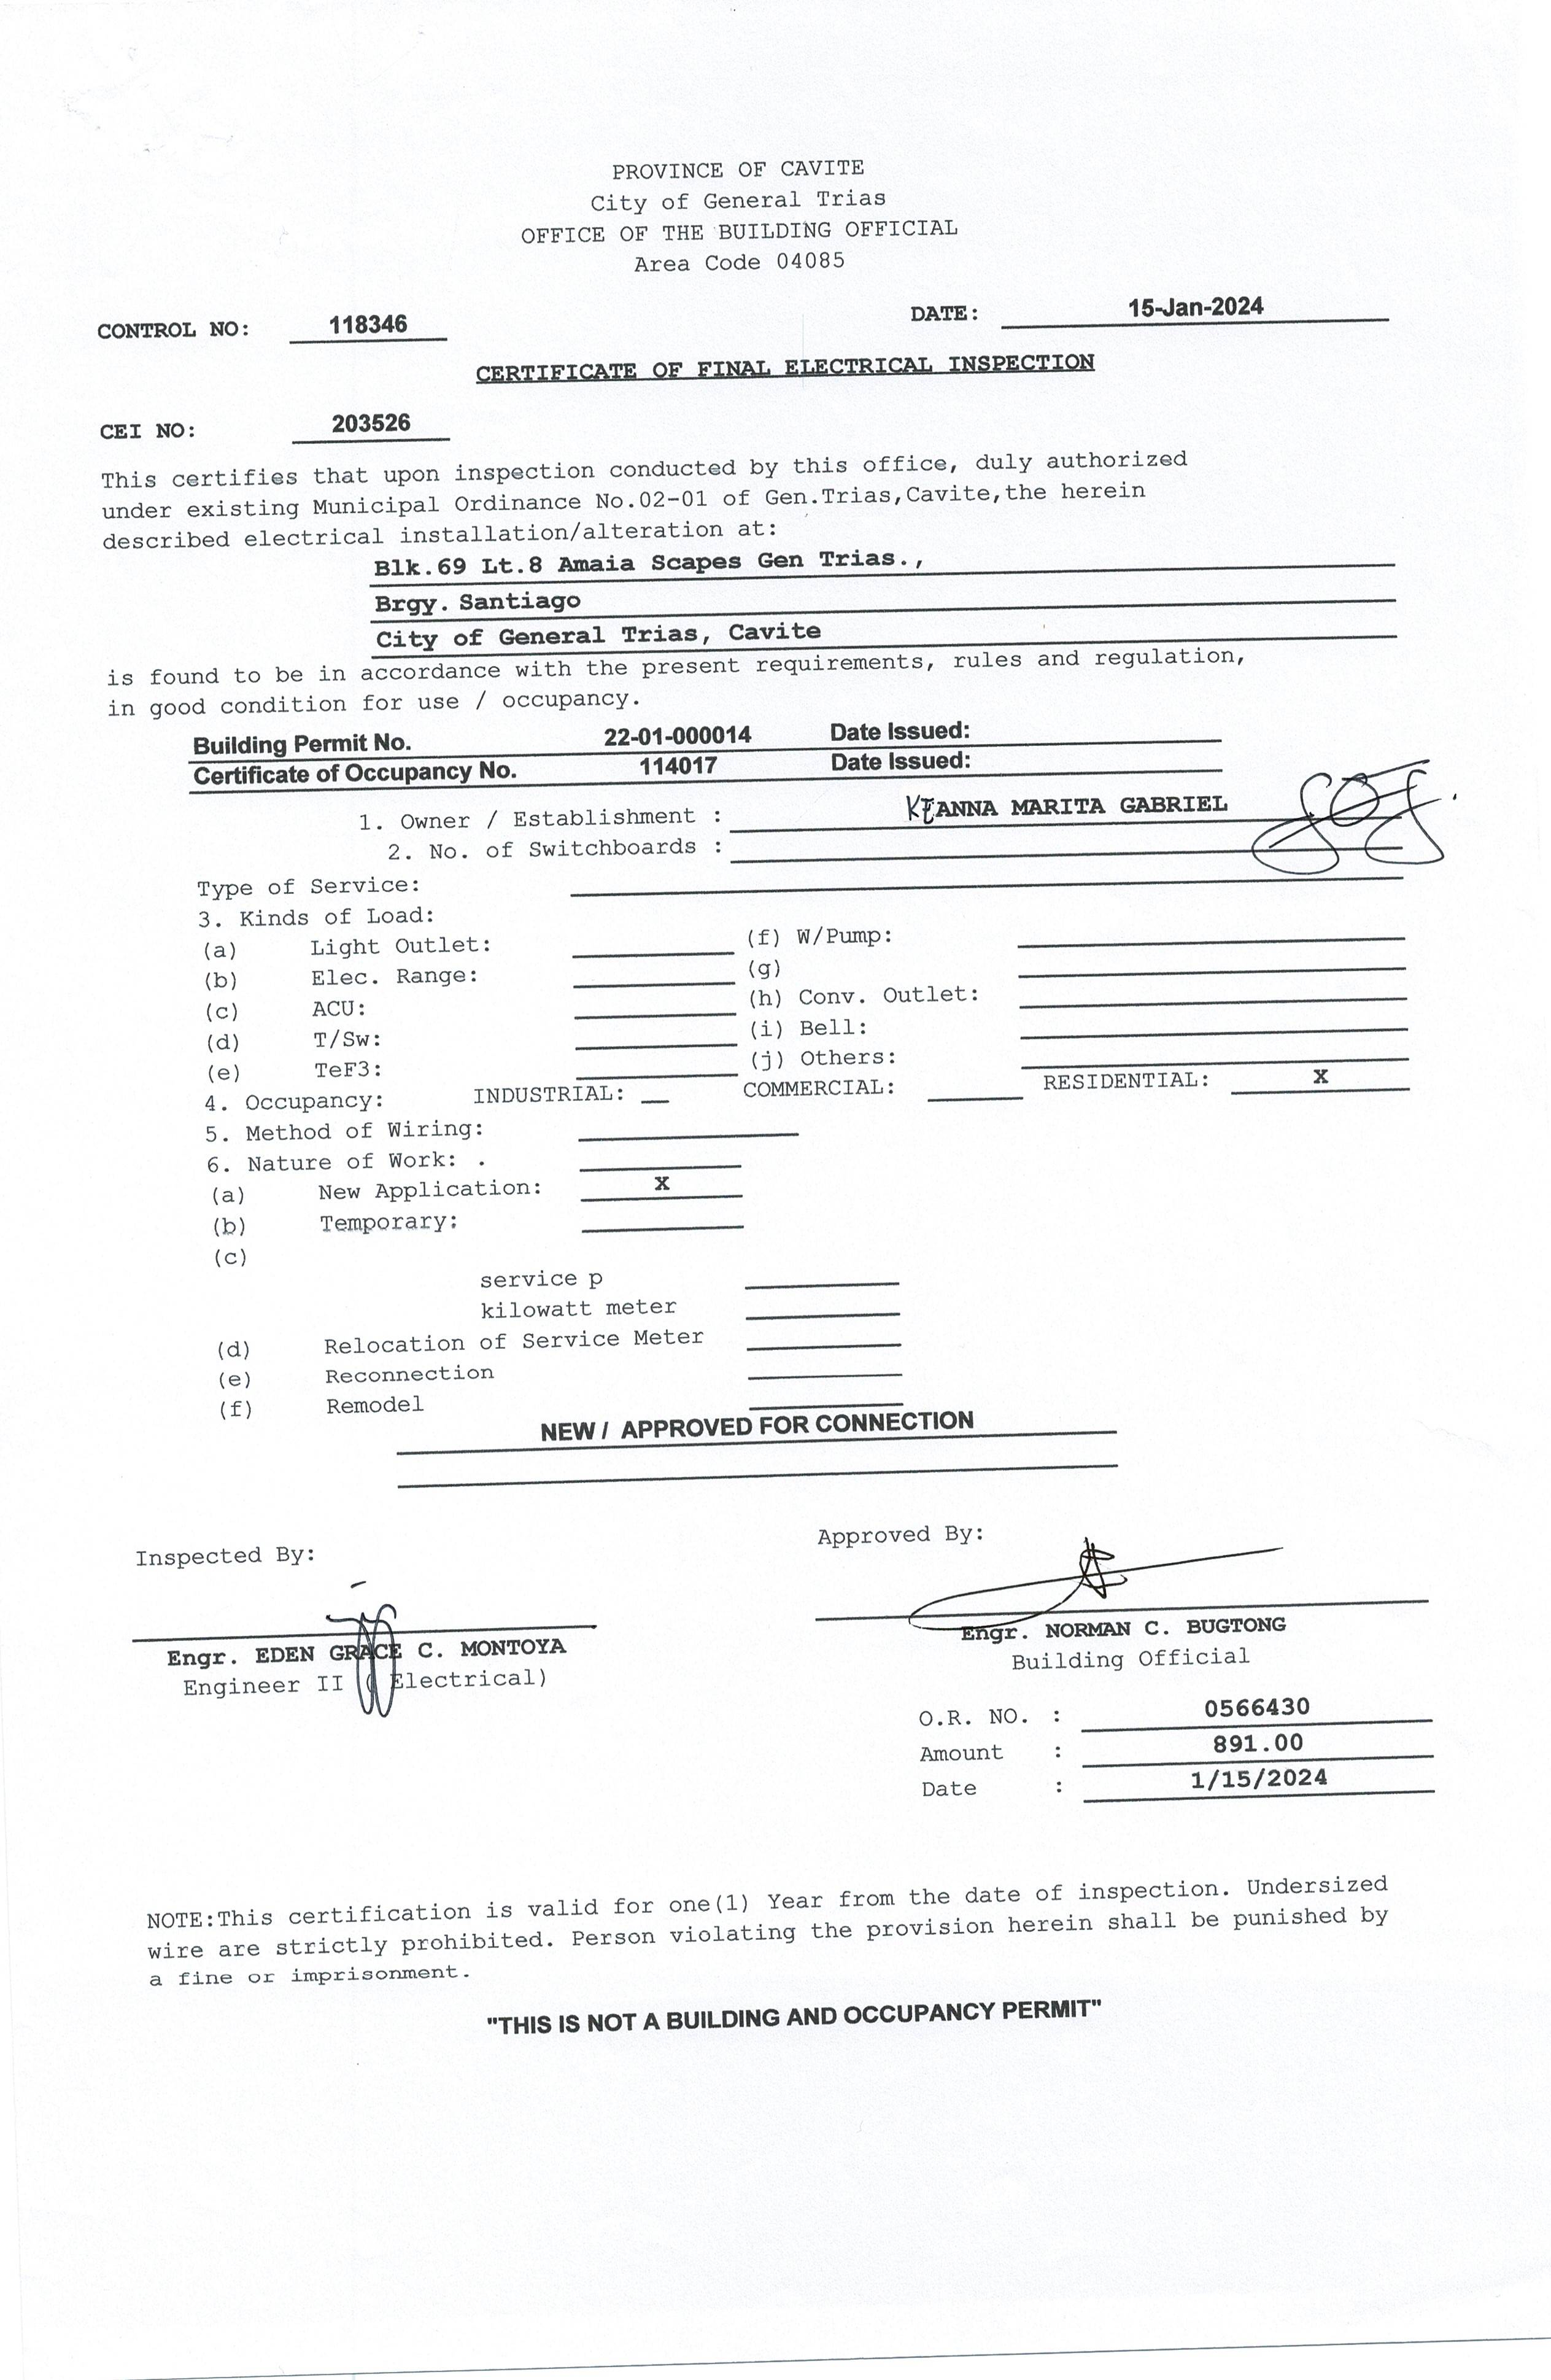 PROVINCE OF CAVITE
City of General Trias
OFFICE OF THE BUILDING OFFICIAL
Area Code 04085
CONTROL NO: 118346 DATE: 15-Jan-2024
CERTIFICATE OF FINAL ELECTRICAL INSPECTION
CEI NO: 203526
This certifies that upon inspection conducted by this office, duly authorized
under existing Municipal Ordinance No.02-01 of Gen.Trias,Cavite,the herein
described electrical installation/alteration at:
Blk.69 Lt.8 Amaia Scapes Gen Trias.,
Brgy. Santiago
City of General Trias, Cavite
is found to be in accordance with the present requirements, rules and regulation,
in good condition for use / occupancy.
Building Permit No. 22-01-000014 Date Issued:
Certificate of Occupancy No. 114017 Date Issued:
1. Owner / Establishment : KEANNA MARITA GABRIEL
2. No. of Switchboards :
Type of Service:
3. Kinds of Load:
(a) Light Outlet: (f) W/Pump:
(b) Elec. Range: (g)
(c) ACU: (h) Conv. Outlet:
(d) T/Sw: (i) Bell:
(e) TeF3: (j) Others:
4. Occupancy: INDUSTRIAL: COMMERCIAL: RESIDENTIAL: X
5. Method of Wiring:
6. Nature of Work: .
(a) New Application: X
(b) Temporary:
(c)
service p
kilowatt meter
(d) Relocation of Service Meter
(e) Reconnection
(f) Remodel
NEW / APPROVED FOR CONNECTION
Inspected By: Approved By:
Engr. EDEN GRACE C. MONTOYA Engr. NORMAN C. BUGTONG
Engineer II ( Electrical) Building Official
O.R. NO. : 0566430
Amount : 891.00
Date : 1/15/2024
NOTE:This certification is valid for one(1) Year from the date of inspection. Undersized
wire are strictly prohibited. Person violating the provision herein shall be punished by
a fine or imprisonment.
"THIS IS NOT A BUILDING AND OCCUPANCY PERMIT"